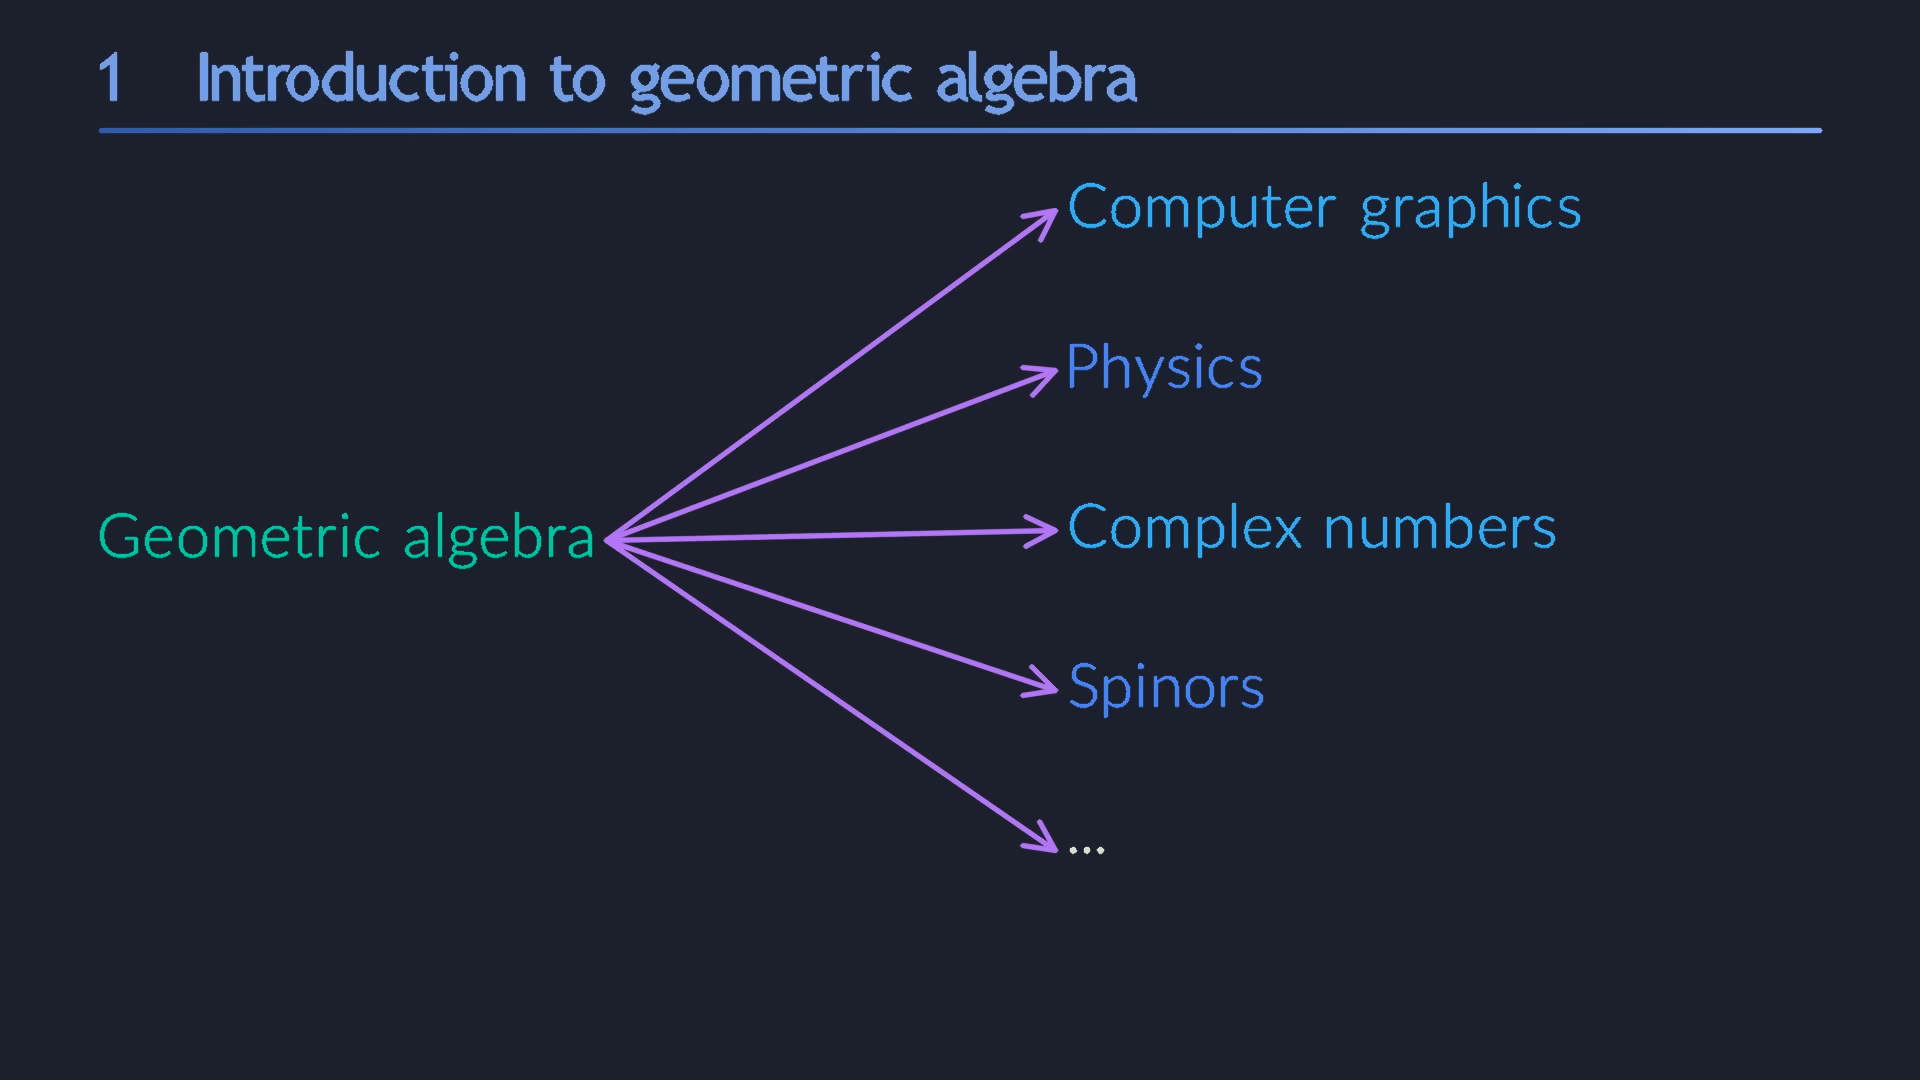 1 Introduction to geometric algebra
Computer graphics
Physics
Geometric algebra
Complex numbers
Spinors
...